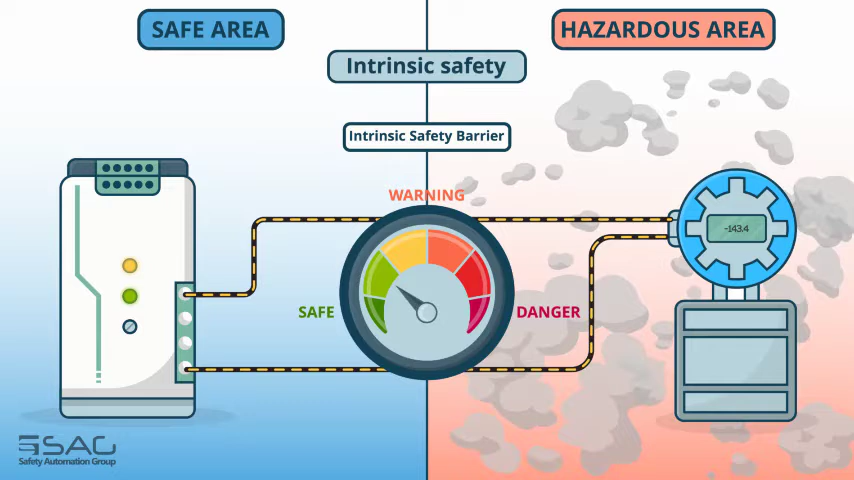 SAFE AREA
HAZARDOUS AREA
Intrinsic safety
Intrinsic Safety Barrier
WARNING
-143.4
SAFE
DANGER
SAG
Safety Automation Group